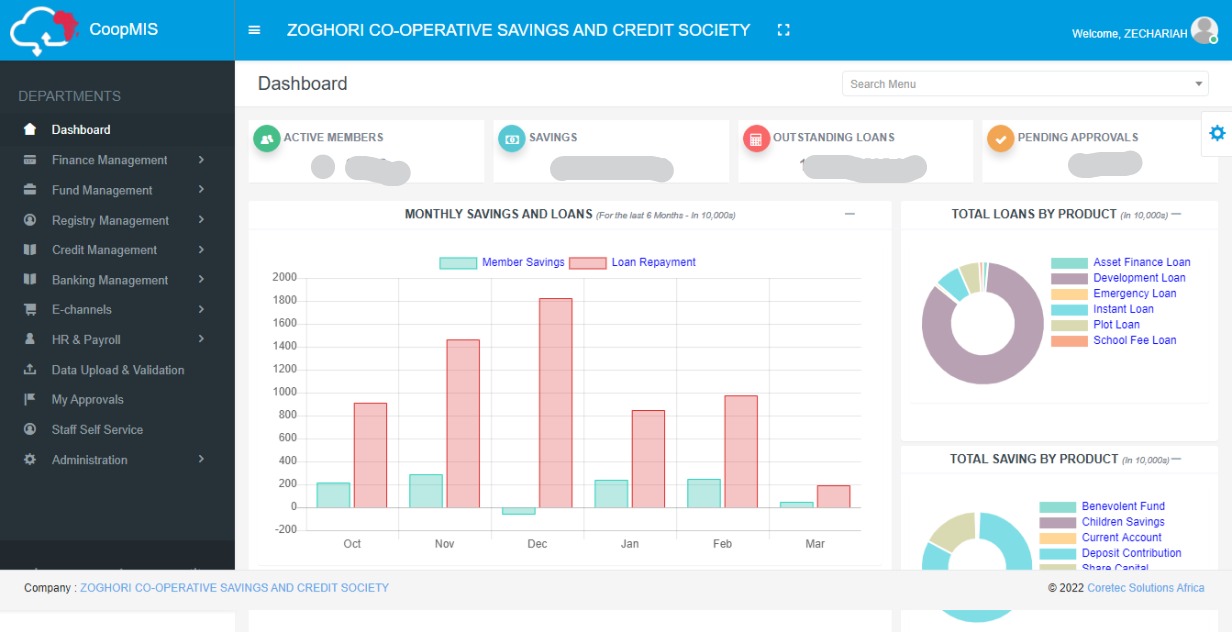 CoopMIS
ZOGHORI CO-OPERATIVE SAVINGS AND CREDIT SOCIETY
Welcome, ZECHARIAH
DEPARTMENTS
Dashboard
Finance Management
Fund Management
Registry Management
Credit Management
Banking Management
E-channels
HR & Payroll
Data Upload & Validation
My Approvals
Staff Self Service
Administration
Dashboard
Search Menu
ACTIVE MEMBERS
SAVINGS
OUTSTANDING LOANS
PENDING APPROVALS
MONTHLY SAVINGS AND LOANS (For the last 6 Months - In 10,000s)
Member Savings Loan Repayment
2000
1800
1600
1400
1200
1000
800
600
400
200
0
-200
Oct Nov Dec Jan Feb Mar
TOTAL LOANS BY PRODUCT (In 10,000s)
Asset Finance Loan
Development Loan
Emergency Loan
Instant Loan
Plot Loan
School Fee Loan
TOTAL SAVING BY PRODUCT (In 10,000s)
Benevolent Fund
Children Savings
Current Account
Deposit Contribution
Share Capital
Company : ZOGHORI CO-OPERATIVE SAVINGS AND CREDIT SOCIETY
© 2022 Coretec Solutions Africa